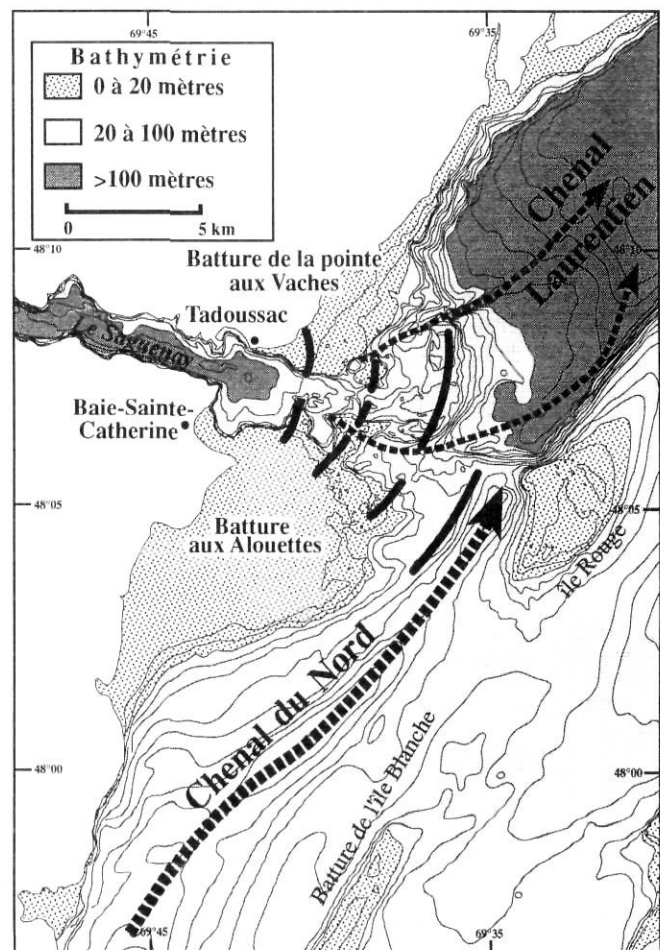 69°45
69°35
Bathymétrie
0 à 20 mètres
20 à 100 mètres
>100 mètres
0 5 km
48°10
48°10
Chenal
Laurentien
Batture de la pointe
aux Vaches
Tadoussac
Le Saguenay
Baie-Sainte-
Catherine
48°05
48°05
Batture
aux Alouettes
île Rouge
Chenal du Nord
Batture de l'île Blanche
48°00
48°00
69°45
69°35